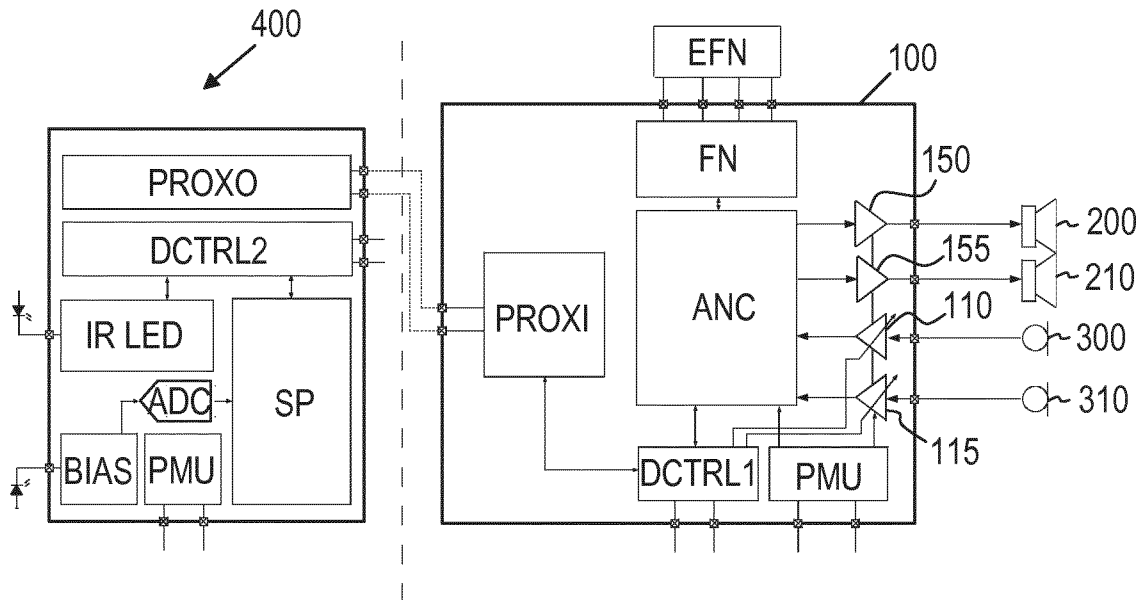 400
EFN
100
PROXO
FN
150
DCTRL2
200
155
PROXI
ANC
210
IR LED
110
300
ADC
SP
310
BIAS
PMU
DCTRL1
PMU
115